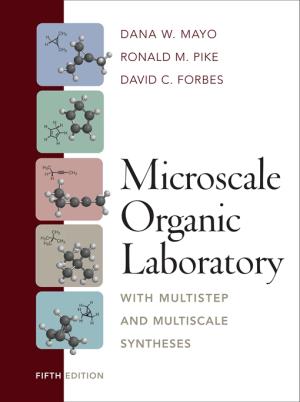 DANA W. MAYO
RONALD M. PIKE
DAVID C. FORBES
Microscale
Organic
Laboratory
WITH MULTISTEP
AND MULTISCALE
SYNTHESES
FIFTH EDITION